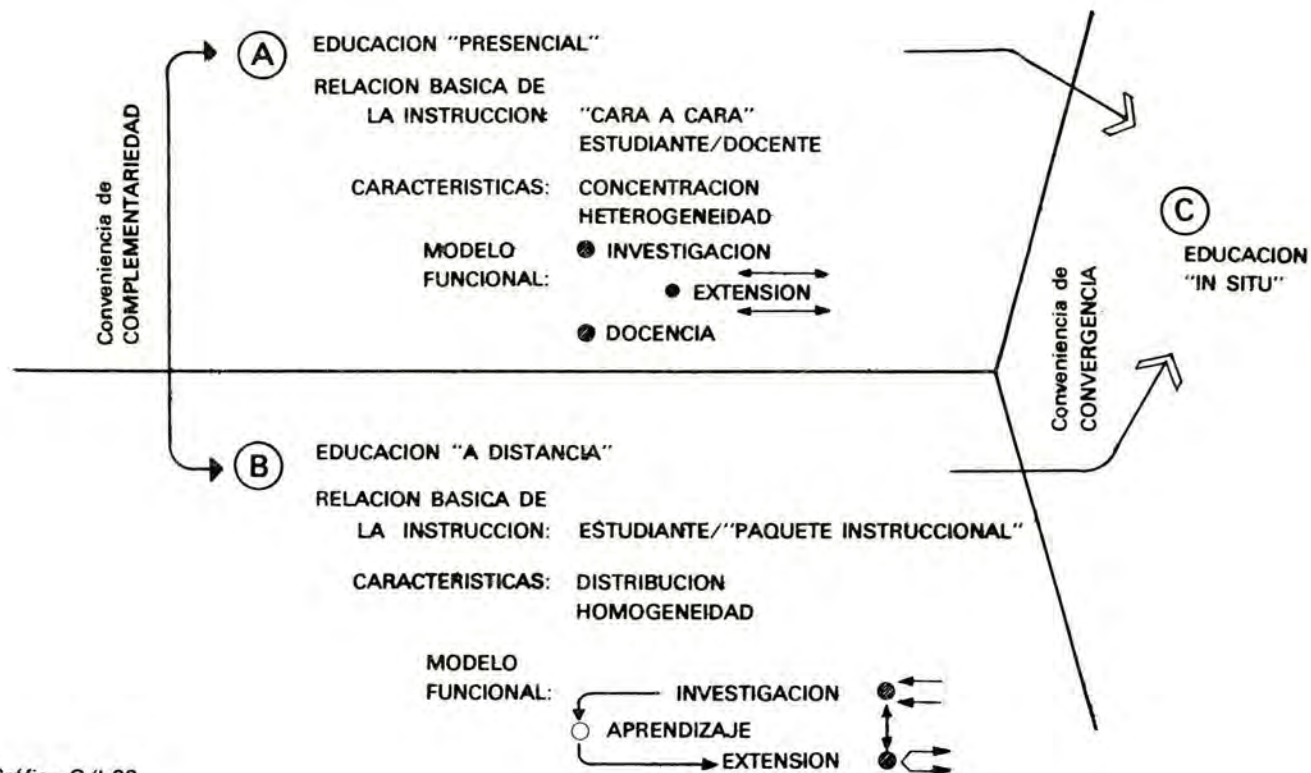 Conveniencia de
COMPLEMENTARIEDAD
A
EDUCACION "PRESENCIAL"
RELACION BASICA DE
LA INSTRUCCION: "CARA A CARA"
ESTUDIANTE/DOCENTE
CARACTERISTICAS: CONCENTRACION
HETEROGENEIDAD
MODELO
FUNCIONAL:
INVESTIGACION
EXTENSION
DOCENCIA
B
EDUCACION "A DISTANCIA"
RELACION BASICA DE
LA INSTRUCCION: ESTUDIANTE/"PAQUETE INSTRUCCIONAL"
CARACTERISTICAS: DISTRIBUCION
HOMOGENEIDAD
MODELO
FUNCIONAL:
INVESTIGACION
APRENDIZAJE
EXTENSION
Conveniencia de
CONVERGENCIA
C
EDUCACION
"IN SITU"